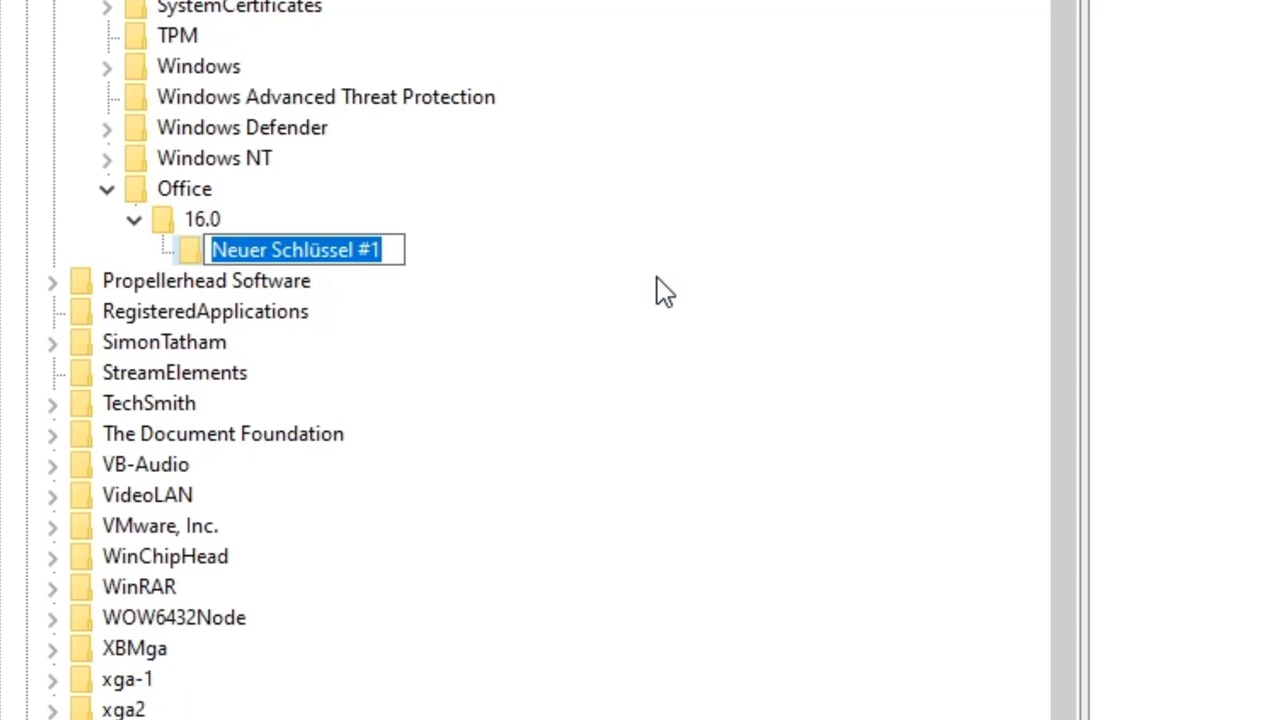 SystemCertificates
TPM
Windows
Windows Advanced Threat Protection
Windows Defender
Windows NT
Office
16.0
Neuer Schlüssel #1
Propellerhead Software
RegisteredApplications
SimonTatham
StreamElements
TechSmith
The Document Foundation
VB-Audio
VideoLAN
VMware, Inc.
WinChipHead
WinRAR
WOW6432Node
XBMga
xga-1
xga2